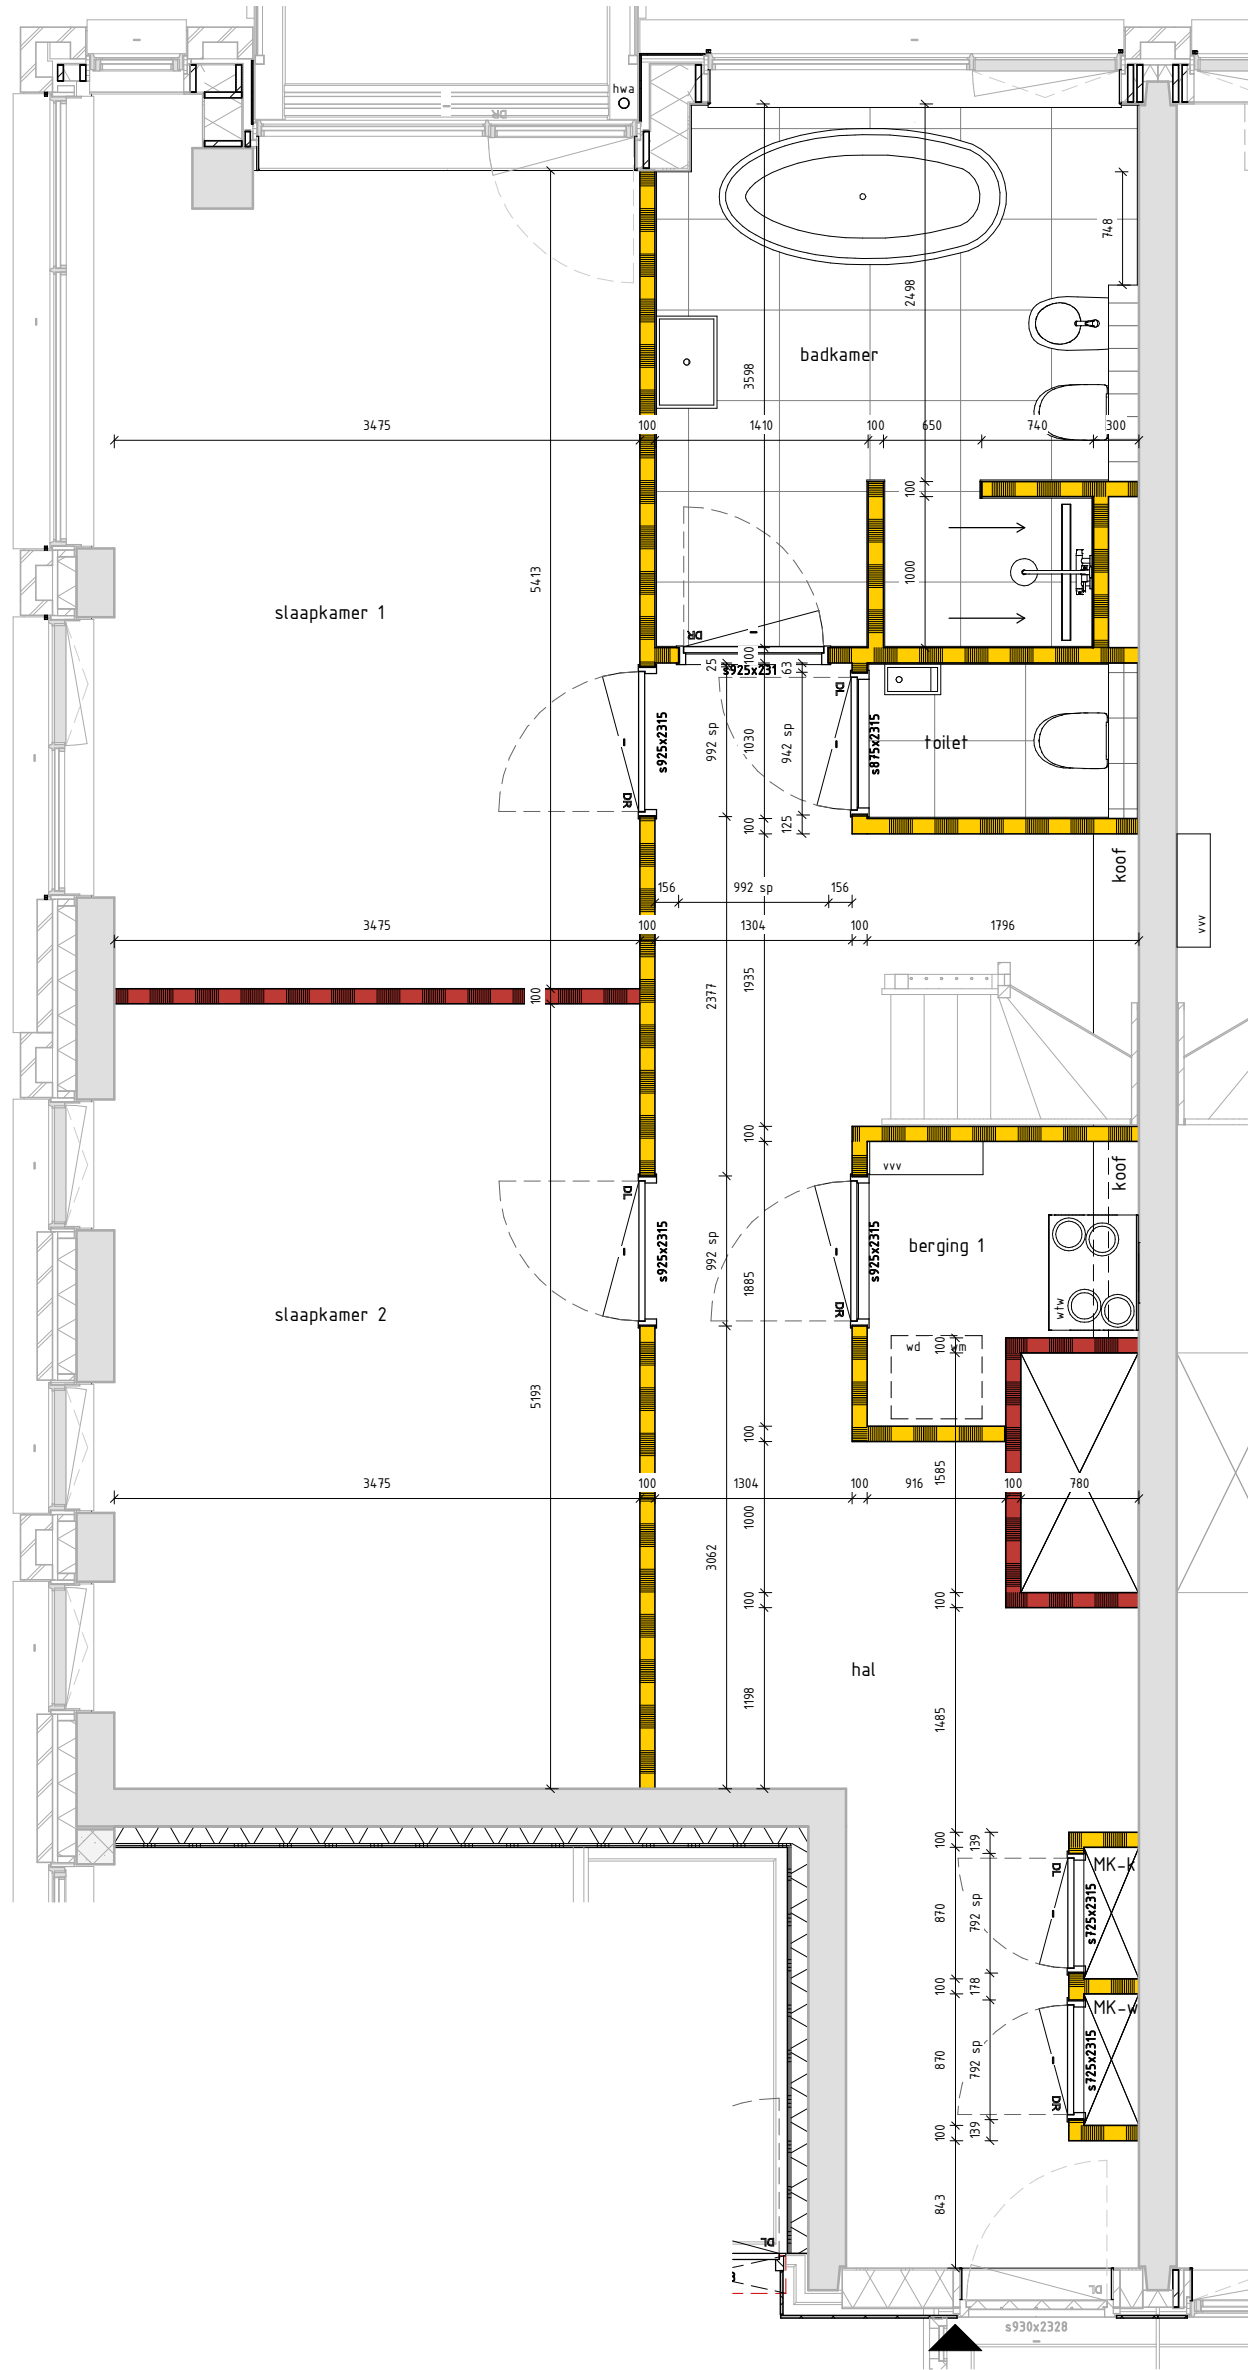 hwa
DR
748
2498
badkamer
3598
3475
100
1410
100
650
740
300
100
5413
1000
slaapkamer 1
DR
100
25
63
s925x231
DL
s925x2315
992 sp
1030
942 sp
s875x2315
toilet
DR
100
125
koof
156
992 sp
156
vvv
3475
100
1304
100
1796
2377
1935
100
100
vvv
koof
DL
s925x2315
992 sp
1885
s925x2315
berging 1
DR
wtw
slaapkamer 2
wd
wm
100
5193
100
1585
3475
100
1304
100
916
100
780
1000
3062
100
100
hal
1198
1485
100
139
DL
MK-k
870
792 sp
s725x2315
100
178
MK-w
870
792 sp
s725x2315
DR
100
139
843
DL
DL
s930x2328